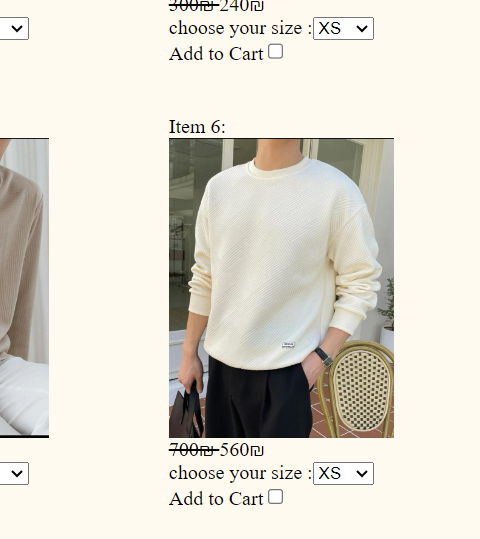 300₪ 240₪
choose your size : XS
Add to Cart
Item 6:
700₪ 560₪
choose your size : XS
Add to Cart